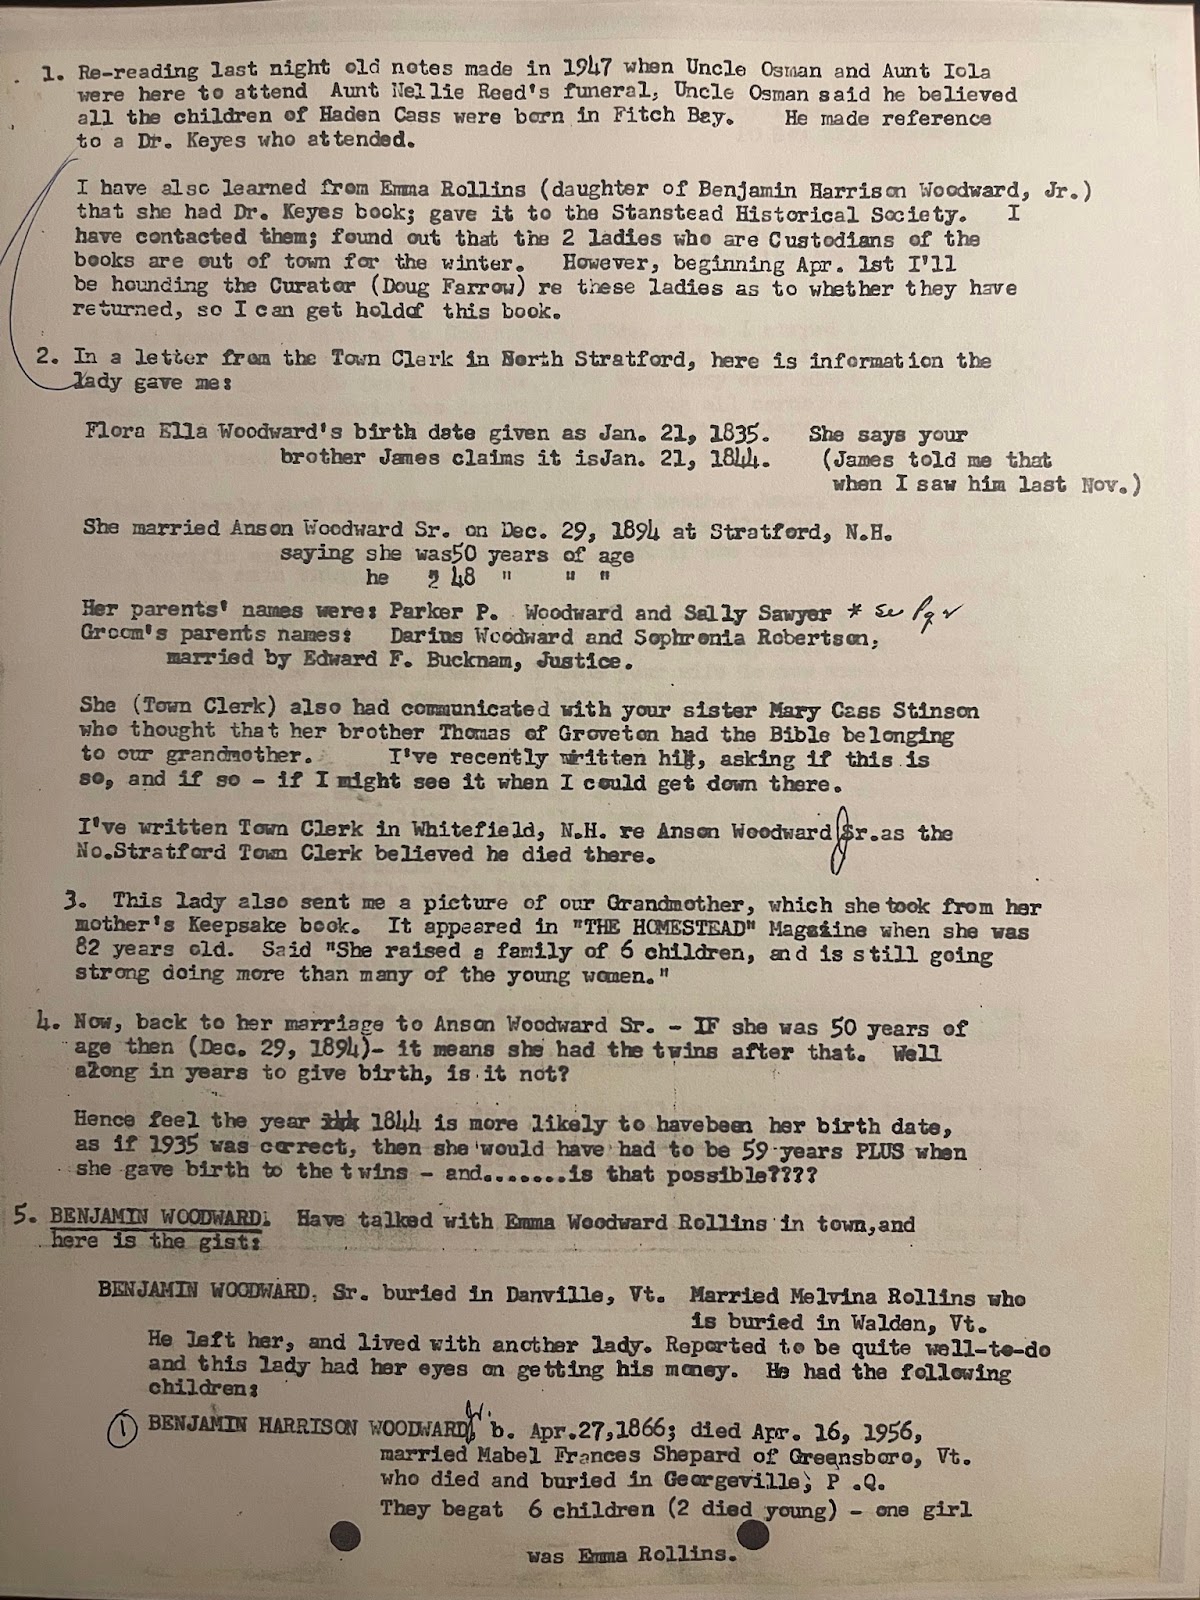 1. Re-reading last night old notes made in 1947 when Uncle Osman and Aunt Iola
were here to attend Aunt Nellie Reed's funeral, Uncle Osman said he believed
all the children of Haden Cass were born in Fitch Bay. He made reference
to a Dr. Keyes who attended.
I have also learned from Emma Rollins (daughter of Benjamin Harrison Woodward, Jr.)
that she had Dr. Keyes book; gave it to the Stanstead Historical Society. I
have contacted them; found out that the 2 ladies who are Custodians of the
books are out of town for the winter. However, beginning Apr. 1st I'll
be hounding the Curator (Doug Farrow) re these ladies as to whether they have
returned, so I can get holdof this book.
2. In a letter from the Town Clerk in North Stratford, here is information the
lady gave me:
Flora Ella Woodward's birth date given as Jan. 21, 1835. She says your
brother James claims it isJan. 21, 1844. (James told me that
when I saw him last Nov.)
She married Anson Woodward Sr. on Dec. 29, 1894 at Stratford, N.H.
saying she was50 years of age
he " 48 " " "
Her parents' names were: Parker P. Woodward and Sally Sawyer * see Pg 2
Groom's parents names: Darius Woodward and Sophronia Robertson,
married by Edward F. Bucknam, Justice.
She (Town Clerk) also had communicated with your sister Mary Cass Stinson
who thought that her brother Thomas of Groveton had the Bible belonging
to our grandmother. I've recently written him, asking if this is
so, and if so - if I might see it when I could get down there.
I've written Town Clerk in Whitefield, N.H. re Anson Woodward Sr.as the
No.Stratford Town Clerk believed he died there.
3. This lady also sent me a picture of our Grandmother, which she took from her
mother's Keepsake book. It appeared in "THE HOMESTEAD" Magaziine when she was
82 years old. Said "She raised a family of 6 children, and is still going
strong doing more than many of the young women."
4. Now, back to her marriage to Anson Woodward Sr. - IF she was 50 years of
age then (Dec. 29, 1894)- it means she had the twins after that. Well
along in years to give birth, is it not?
Hence feel the year 1844 is more likely to havebeen her birth date,
as if 1935 was correct, then she would have had to be 59 years PLUS when
she gave birth to the twins - and.......is that possible????
5. BENJAMIN WOODWARD: Have talked with Emma Woodward Rollins in town,and
here is the gist:
BENJAMIN WOODWARD, Sr. buried in Danville, Vt. Married Melvina Rollins who
is buried in Walden, Vt.
He left her, and lived with another lady. Reported to be quite well-to-do
and this lady had her eyes on getting his money. He had the following
children:
1 BENJAMIN HARRISON WOODWARD, Jr. b. Apr.27,1866; died Apr. 16, 1956,
married Mabel Frances Shepard of Greensboro, Vt.
who died and buried in Georgeville, P .Q.
They begat 6 children (2 died young) - one girl
was Emma Rollins.